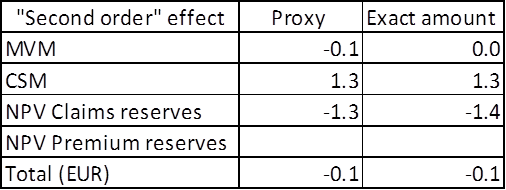 "Second order" effect Proxy Exact amount
MVM -0.1 0.0
CSM 1.3 1.3
NPV Claims reserves -1.3 -1.4
NPV Premium reserves
Total (EUR) -0.1 -0.1